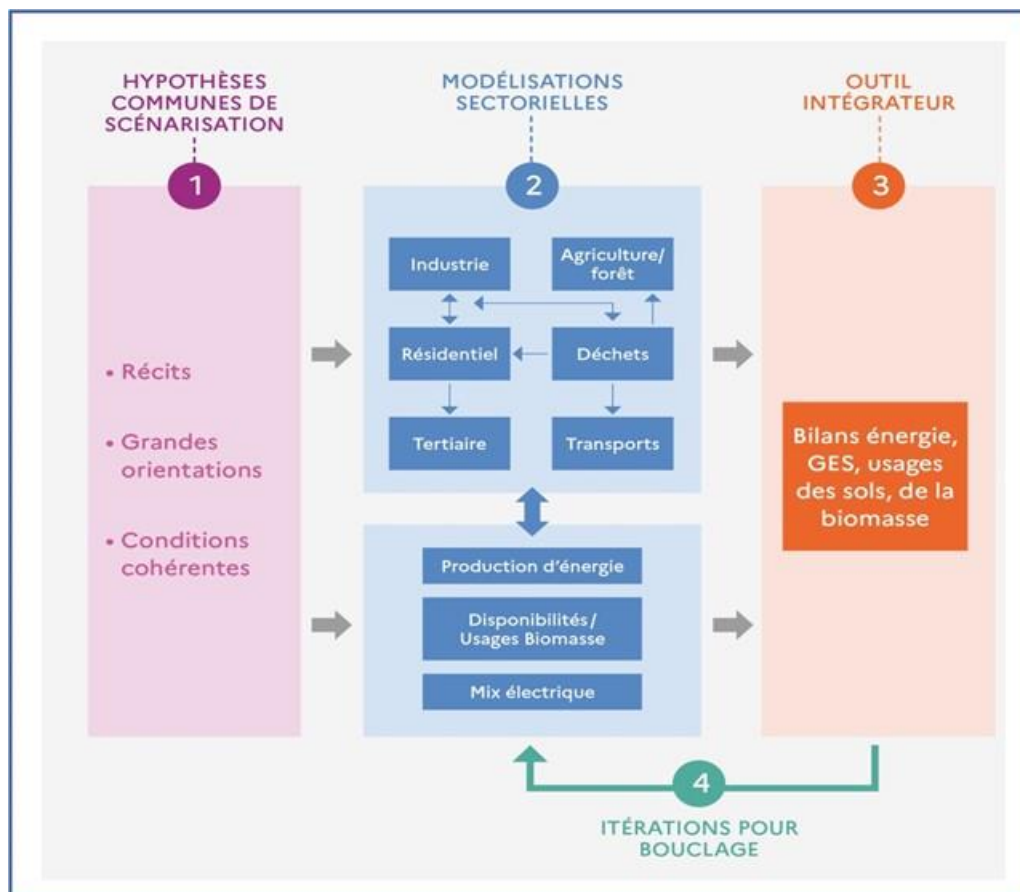 HYPOTHÈSES
COMMUNES DE
SCÉNARISATION
1
• Récits
• Grandes
orientations
• Conditions
cohérentes
MODÉLISATIONS
SECTORIELLES
2
Industrie
Agriculture/
forêt
Résidentiel
Déchets
Tertiaire
Transports
Production d'énergie
Disponibilités/
Usages Biomasse
Mix électrique
OUTIL
INTÉGRATEUR
3
Bilans énergie,
GES, usages
des sols, de la
biomasse
4
ITÉRATIONS POUR
BOUCLAGE